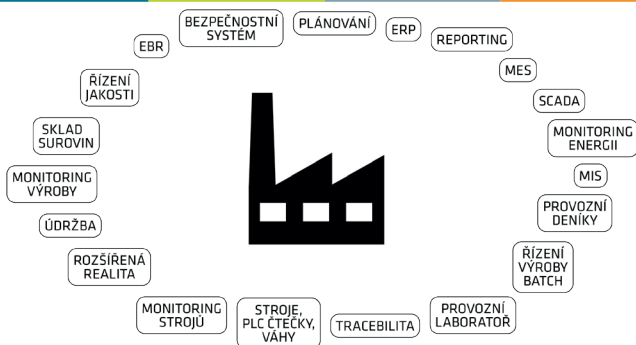 BEZPEČNOSTNÍ
SYSTÉM
PLÁNOVÁNÍ
ERP
REPORTING
MES
SCADA
MONITORING
ENERGII
MIS
PROVOZNÍ
DENÍKY
ŘÍZENÍ
VÝROBY
BATCH
PROVOZNÍ
LABORATOŘ
TRACEBILITA
STROJE,
PLC ČTEČKY,
VÁHY
MONITORING
STROJŮ
ROZŠÍŘENÁ
REALITA
ÚDRŽBA
MONITORING
VÝROBY
SKLAD
SUROVIN
ŘÍZENÍ
JAKOSTI
EBR